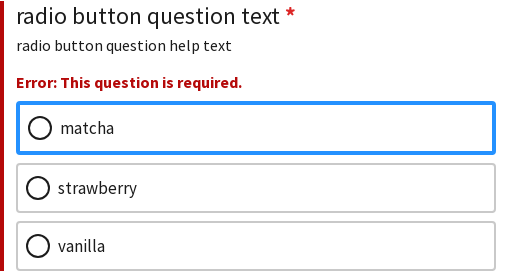 radio button question text *
radio button question help text
Error: This question is required.
matcha
strawberry
vanilla